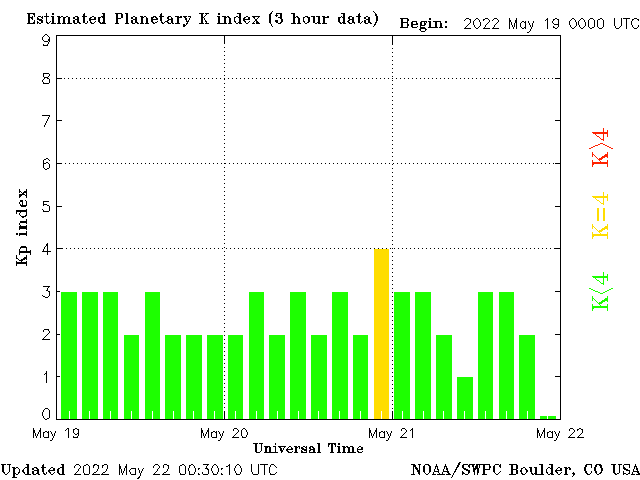 Estimated Planetary K index (3 hour data)
Begin: 2022 May 19 0000 UTC
9
8
7
6
5
4
3
2
1
0
Kp index
May 19
May 20
May 21
May 22
Universal Time
K>4
K=4
K<4
Updated 2022 May 22 00:30:10 UTC
NOAA/SWPC Boulder, CO USA